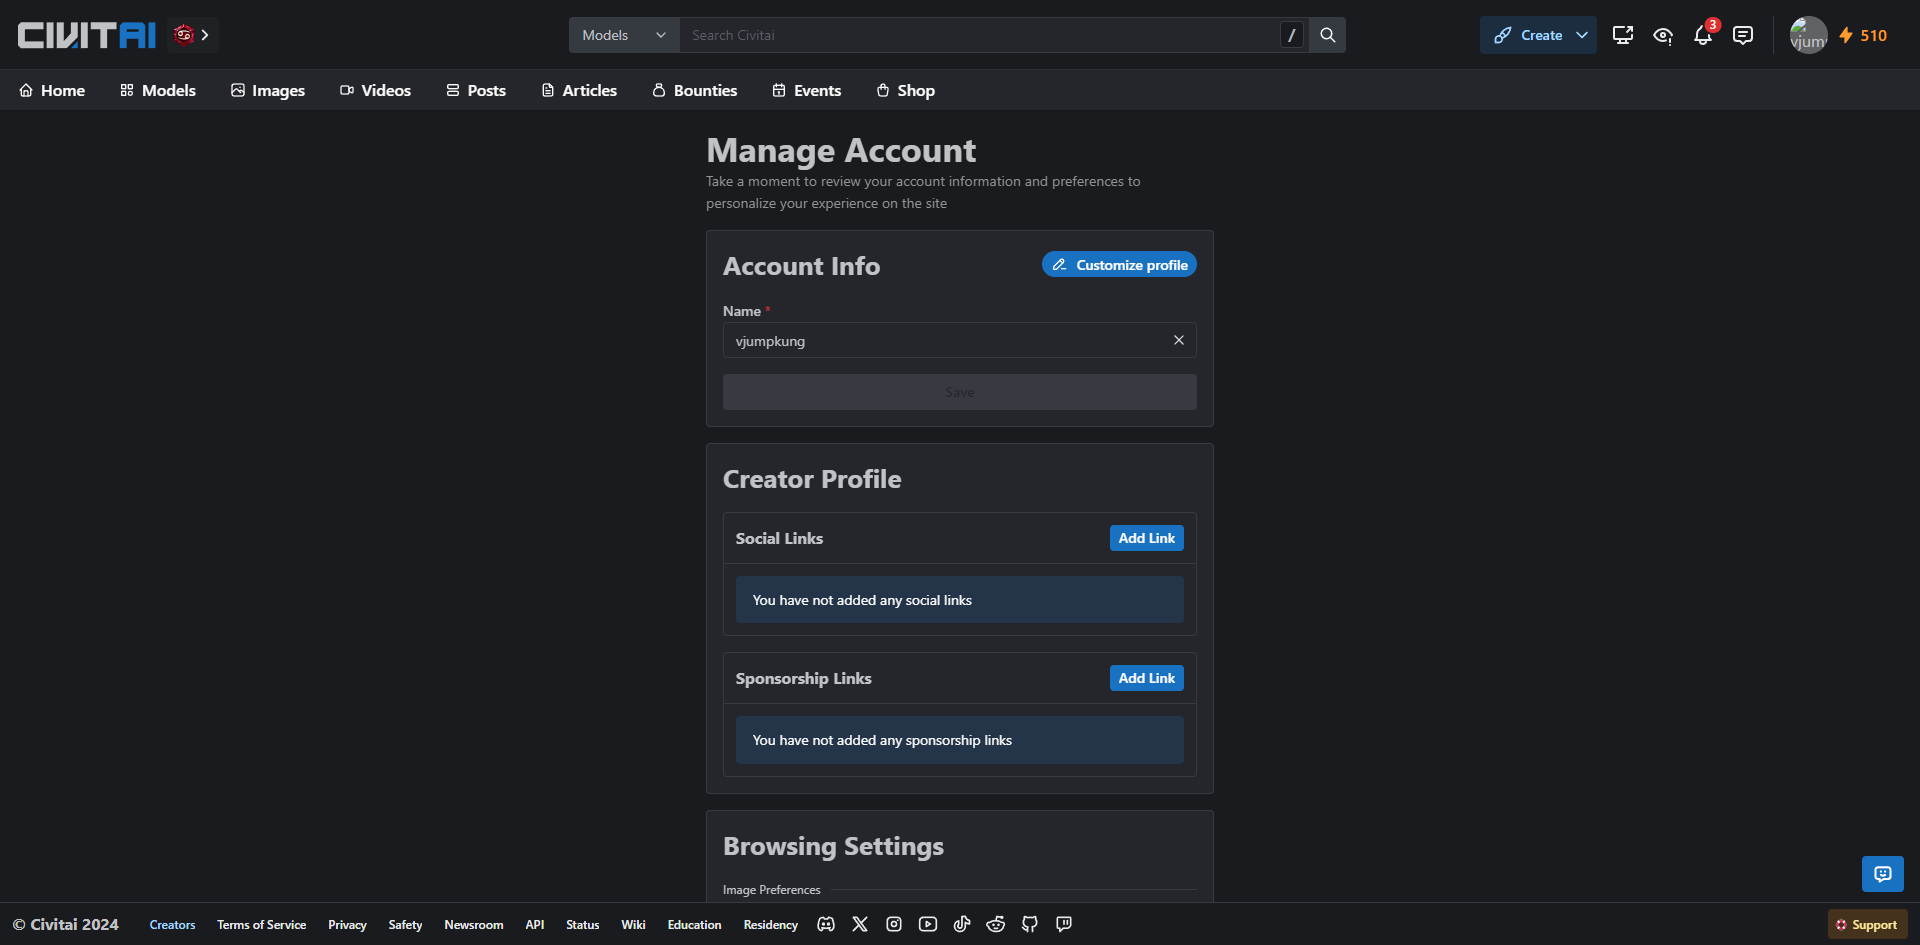 CIVITAI
Models
Search Civitai
/
Create
3
vjum
510
Home
Models
Images
Videos
Posts
Articles
Bounties
Events
Shop
Manage Account
Take a moment to review your account information and preferences to
personalize your experience on the site
Account Info
Customize profile
Name *
vjumpkung
Save
Creator Profile
Social Links
Add Link
You have not added any social links
Sponsorship Links
Add Link
You have not added any sponsorship links
Browsing Settings
Image Preferences
© Civitai 2024
Creators
Terms of Service
Privacy
Safety
Newsroom
API
Status
Wiki
Education
Residency
Support